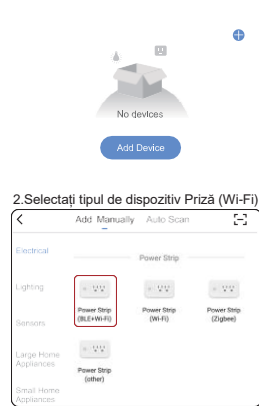 No devices
Add Device
2.Selectați tipul de dispozitiv Priză (Wi-Fi)
Add Manually Auto Scan
Electrical
Power Strip
Lighting
Power Strip (BLE+Wi-Fi)
Power Strip (Wi-Fi)
Power Strip (Zigbee)
Sensors
Large Home Appliances
Power Strip (other)
Small Home Appliances